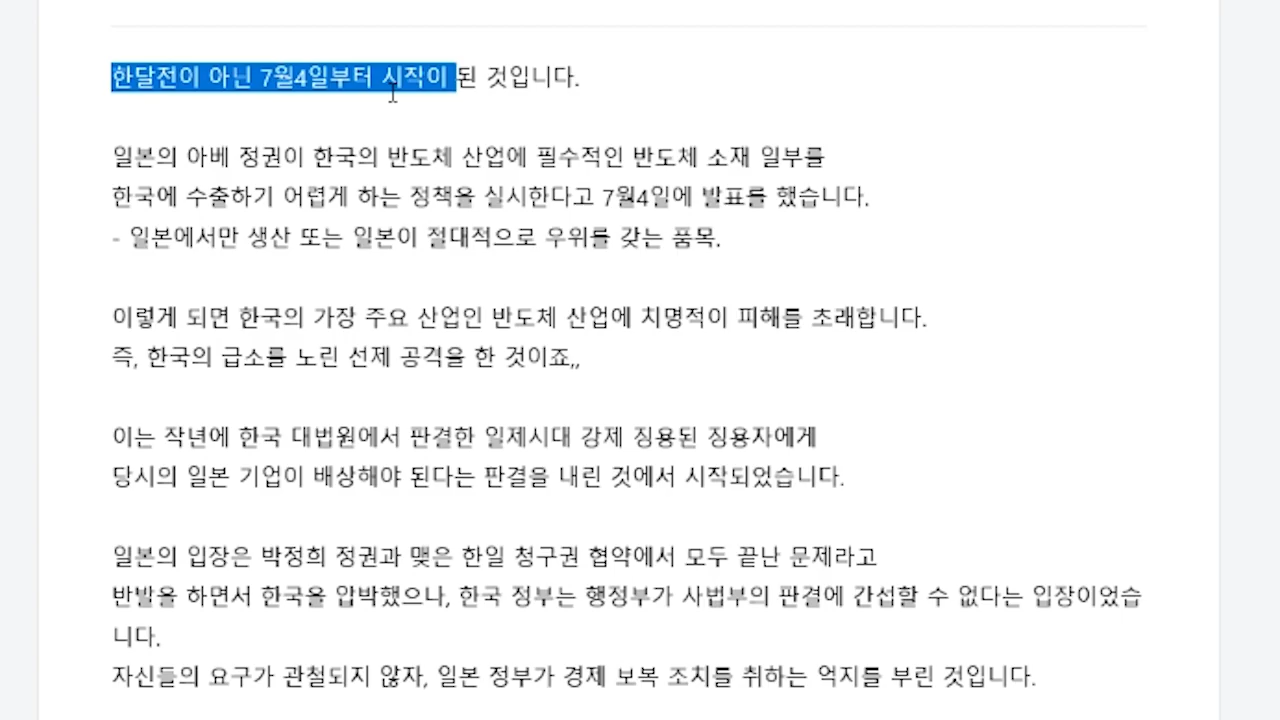 한달전이 아닌 7월4일부터 시직이 된 것입니다.
일본의 아베 정권이 한국의 반도체 산업에 필수적인 반도체 소재 일부를
한국에 수출하기 어렵게 하는 정책을 실시한다고 7월4일에 발표를 했습니다.
- 일본에서만 생산 또는 일본이 절대적으로 우위를 갖는 품목.
이렇게 되면 한국의 가장 주요 산업인 반도체 산업에 치명적이 피해를 초래합니다.
즉, 한국의 급소를 노린 선제 공격을 한 것이죠,,
이는 작년에 한국 대법원에서 판결한 일제시대 강제 징용된 징용자에게
당시의 일본 기업이 배상해야 된다는 판결을 내린 것에서 시작되었습니다.
일본의 입장은 박정희 정권과 맺은 한일 청구권 협약에서 모두 끝난 문제라고
반발을 하면서 한국을 압박했으나, 한국 정부는 행정부가 사법부의 판결에 간섭할 수 없다는 입장이었습
니다.
자신들의 요구가 관철되지 않자, 일본 정부가 경제 보복 조치를 취하는 억지를 부린 것입니다.